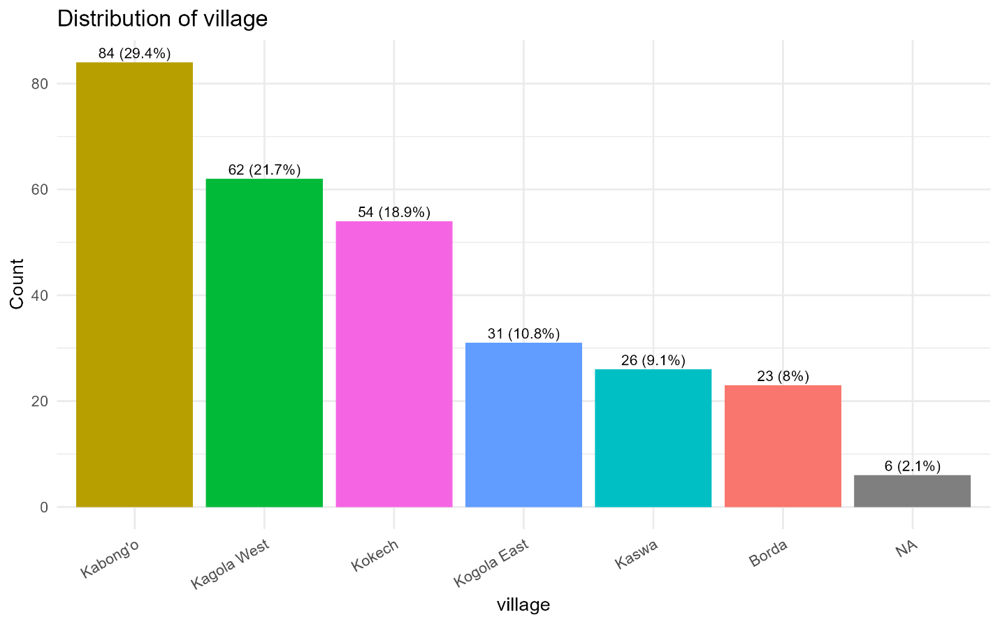 Distribution of village
84 (29.4%)
62 (21.7%)
54 (18.9%)
31 (10.8%)
26 (9.1%)
23 (8%)
6 (2.1%)
80
60
40
20
0
Count
Kabong'o
Kagola West
Kokech
Kogola East
Kaswa
Borda
NA
village